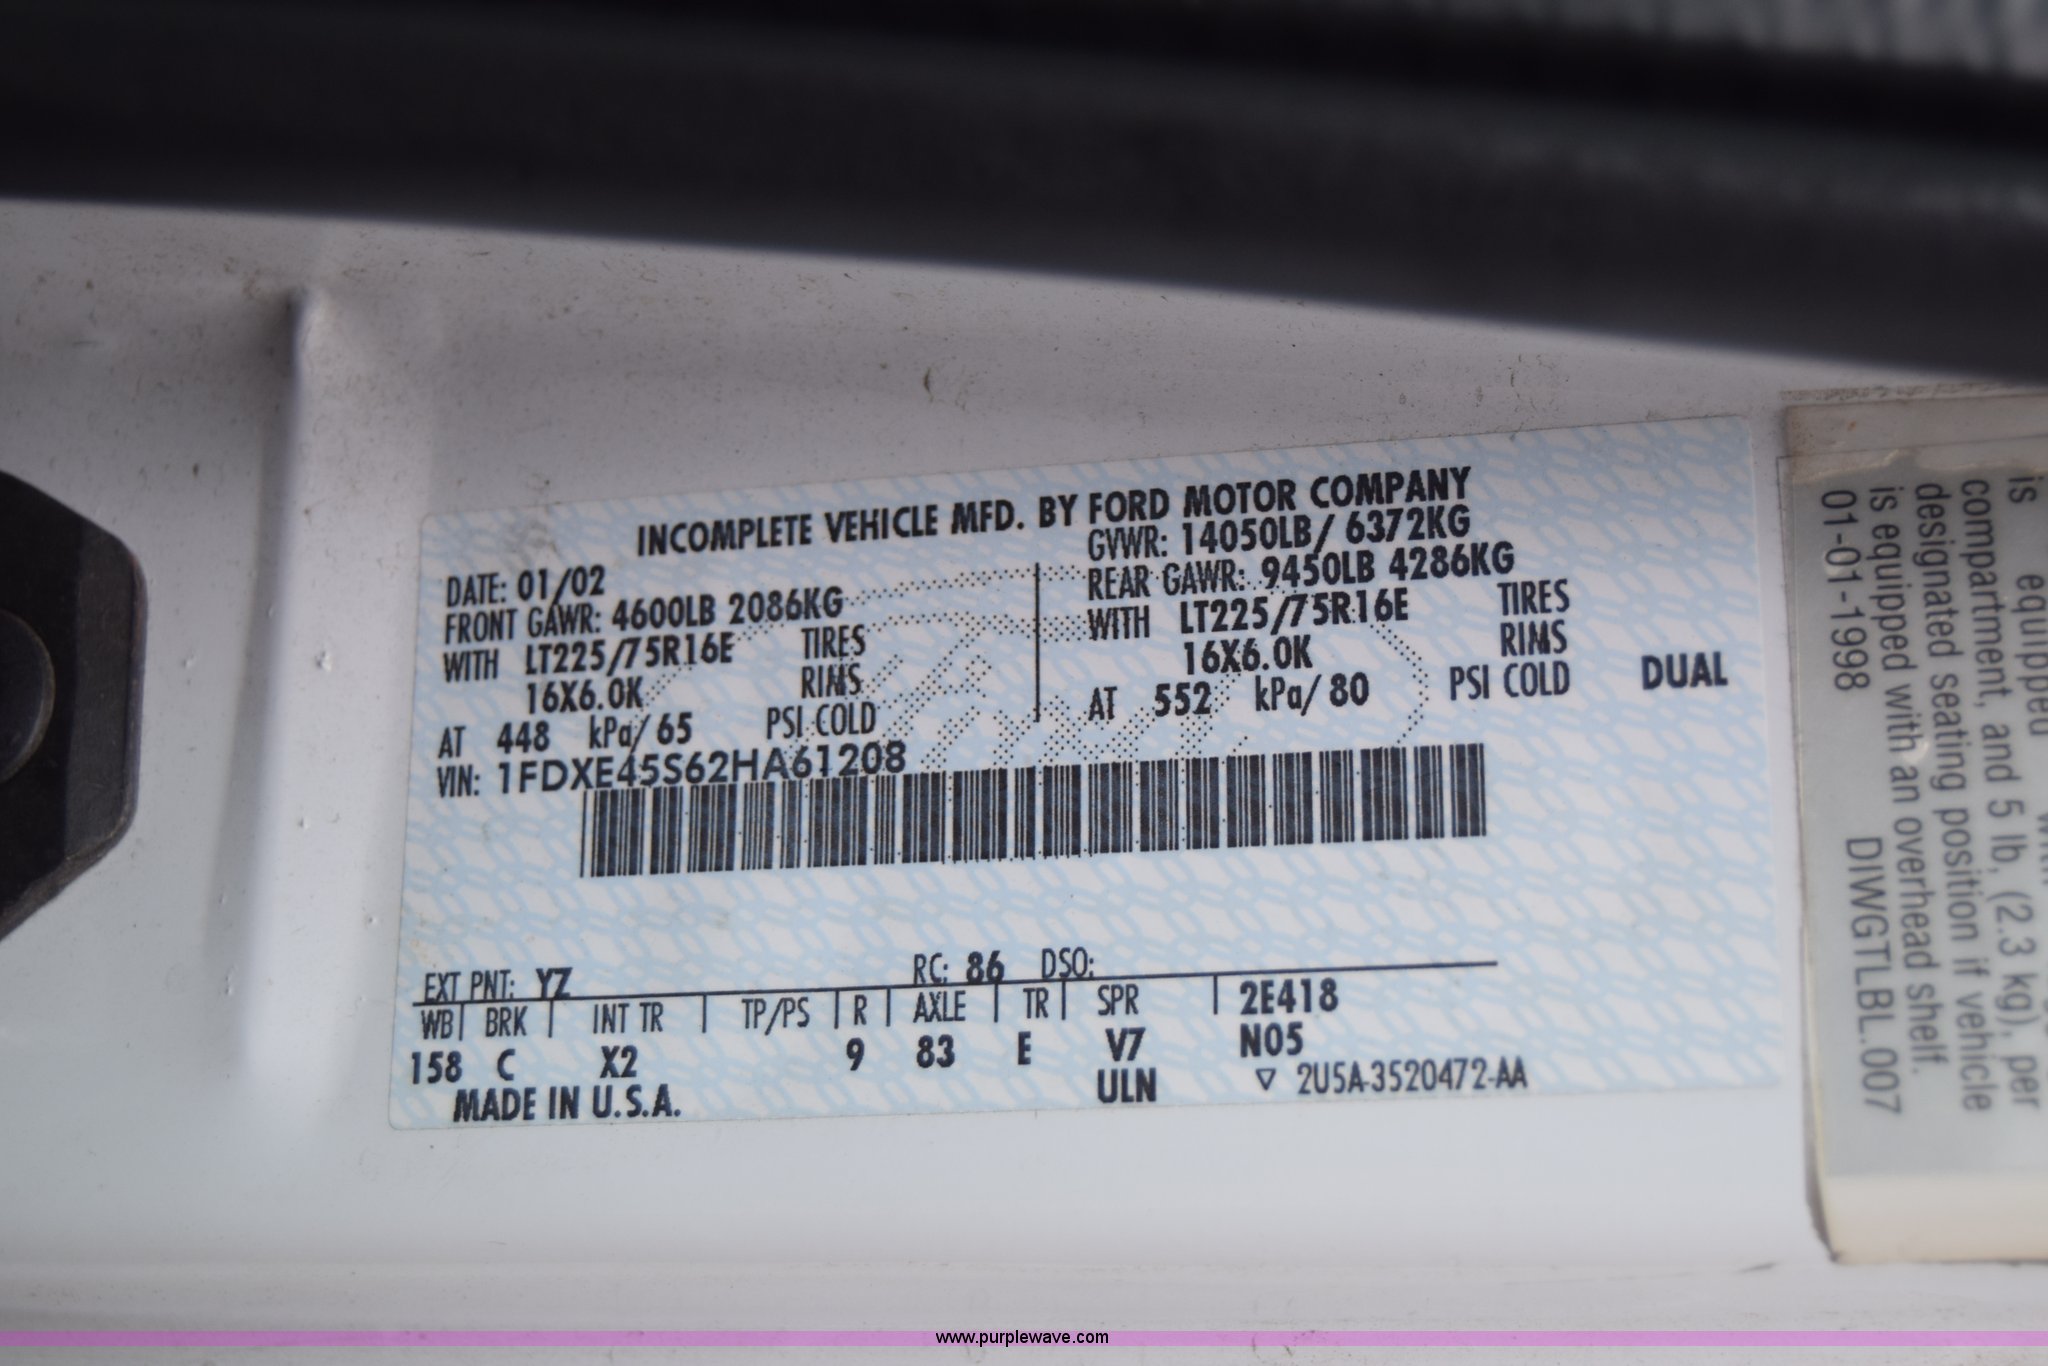 INCOMPLETE VEHICLE MFD. BY FORD MOTOR COMPANY
DATE: 01/02
GVWR: 14050LB/ 6372KG
FRONT GAWR: 4600LB 2086KG
REAR GAWR: 9450LB 4286KG
WITH LT225/75R16E TIRES
WITH LT225/75R16E TIRES
16X6.0K RIMS
16X6.0K RIMS
AT 448 kPa/ 65 PSI COLD
AT 552 kPa/ 80 PSI COLD DUAL
VIN: 1FDXE45S62HA61208
EXT PNT: YZ RC: 86 DSO:
WB BRK INT TR TP/PS R AXLE TR SPR 2E418
158 C X2 9 83 E V7 N05
MADE IN U.S.A. ULN ▽ 2U5A-3520472-AA
is equipped
compartment, and 5 lb, (2.3 kg), per
designated seating position if vehicle
is equipped with an overhead shelf.
01-01-1998 DIWGTLBL.007
www.purplewave.com